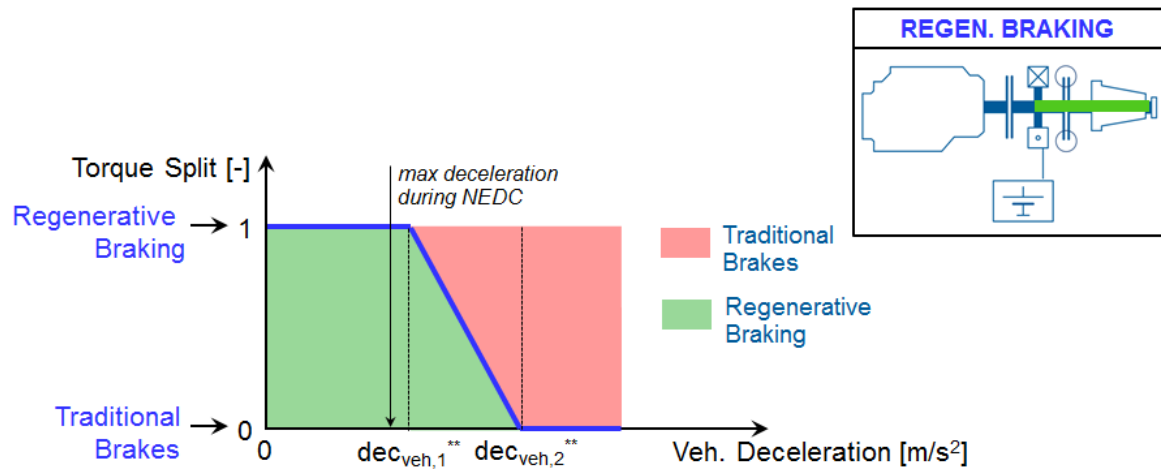 REGEN. BRAKING
Torque Split [-]
max deceleration
during NEDC
Regenerative
Braking
1
Traditional
Brakes
Regenerative
Braking
Traditional
Brakes
0
0
dec_veh,1** dec_veh,2** Veh. Deceleration [m/s²]